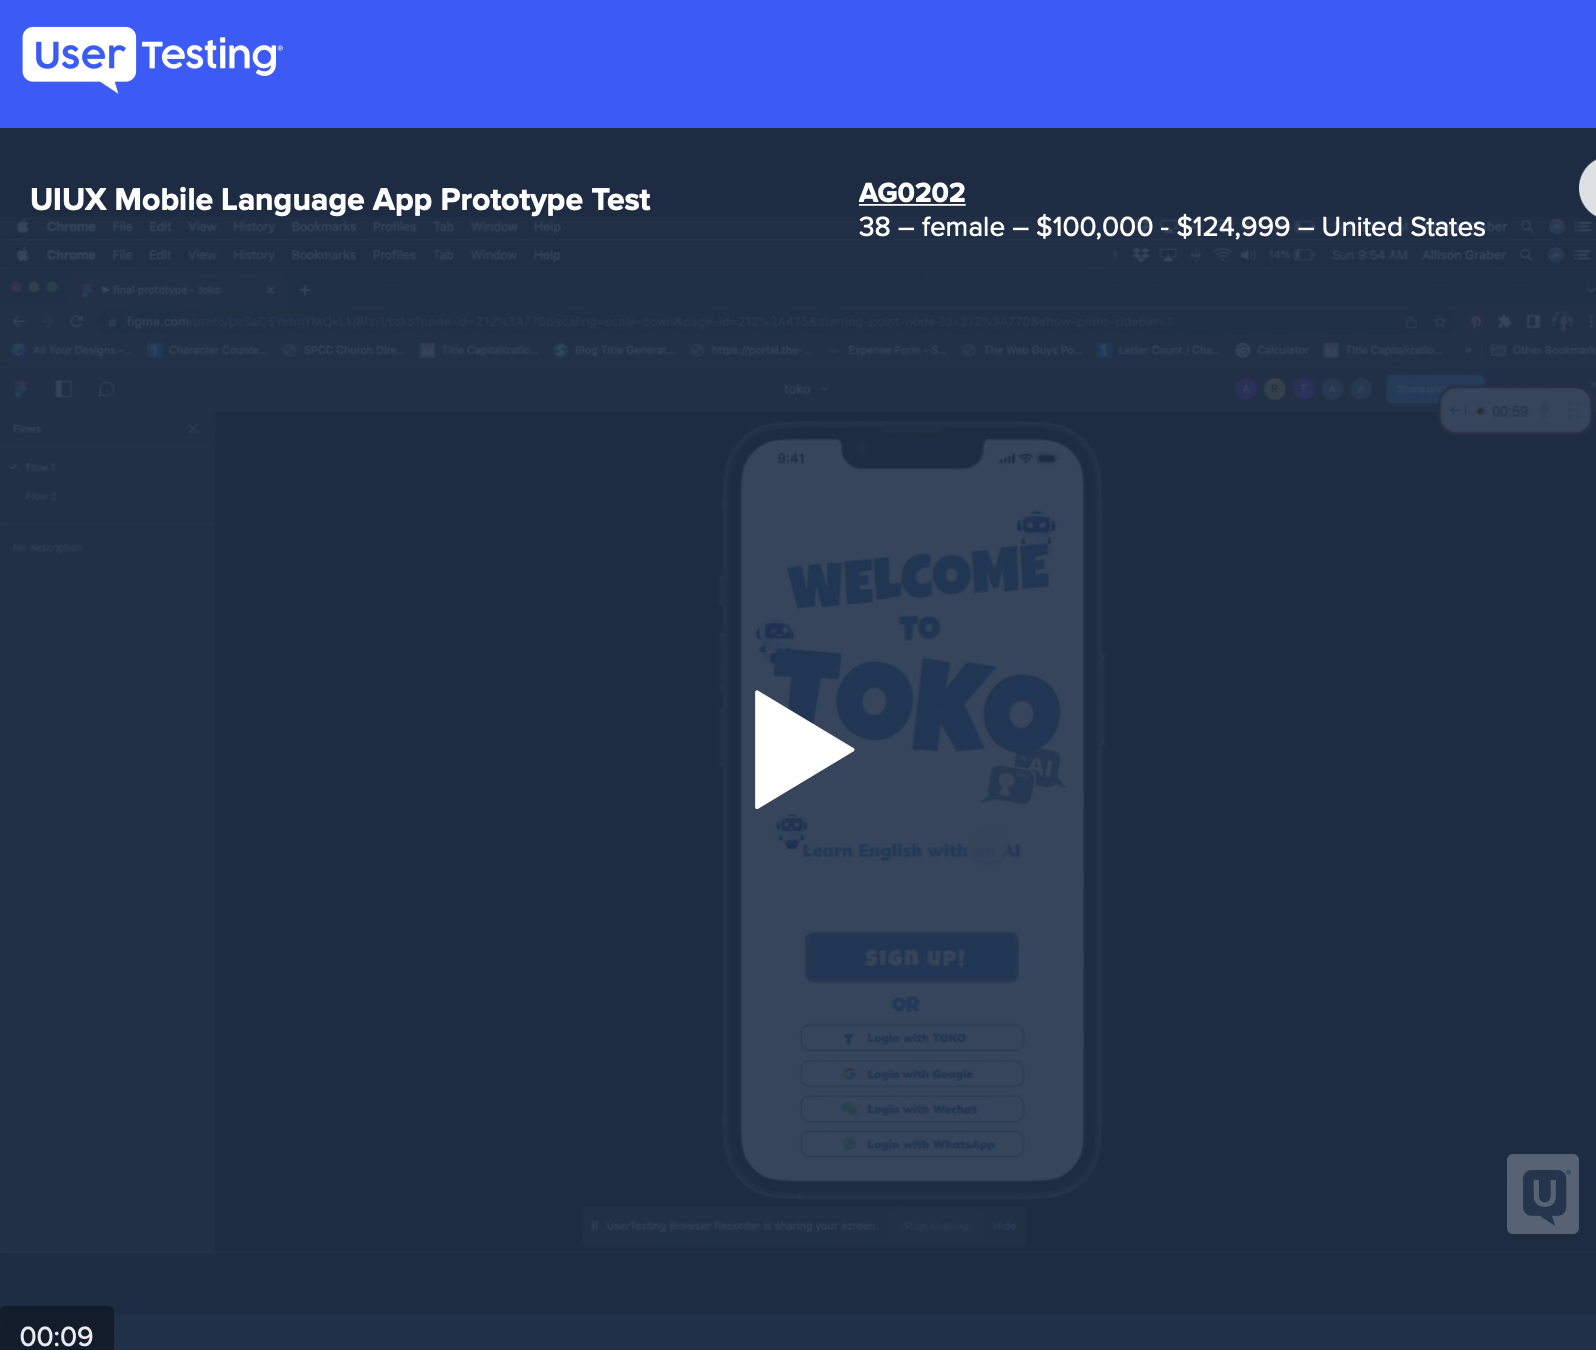 User Testing®
UIUX Mobile Language App Prototype Test
AG0202
38 – female – $100,000 - $124,999 – United States
Chrome File Edit View History Bookmarks Profiles Tab Window Help
Chrome File Edit View History Bookmarks Profiles Tab Window Help
14% Sun 9:54 AM Allison Graber
final prototype – toko
All Your Designs –... Character Counte... SPCC Church Dire... Title Capitalizatio... Blog Title Generat... https://portal.the-... Expense Form - S... The Web Guys Po... Letter Count / Cha... Calculator Title Capitalizatio... » Other Bookmark
toko
A R T A A
00:59
Flows
Flow 1
Flow 2
No description
9:41
WELCOME
TO
TOKO
AI
Learn English with AI
SIGN UP!
OR
Login with TOKO
Login with Google
Login with Wechat
Login with WhatsApp
UserTesting Browser Recorder is sharing your screen. Stop sharing Hide
U
00:09